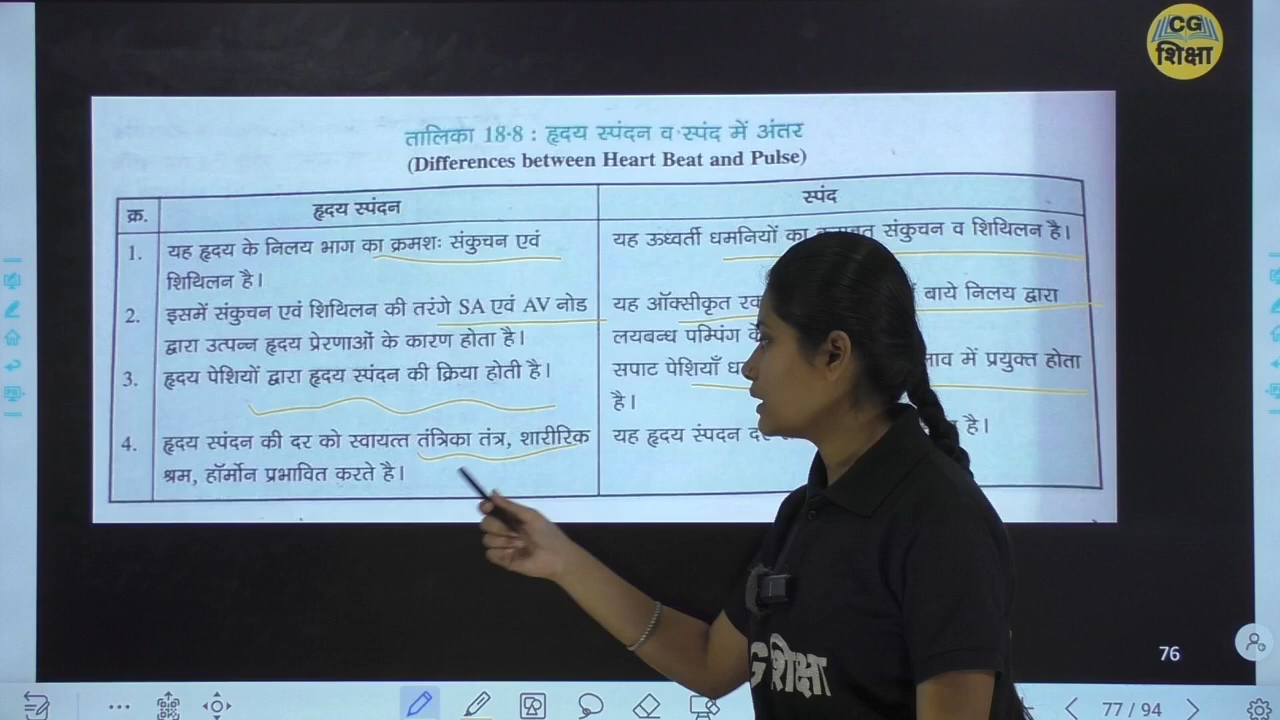 CG
शिक्षा
तालिका 18·8 : हृदय स्पंदन व स्पंद में अंतर
(Differences between Heart Beat and Pulse)
क्र. हृदय स्पंदन स्पंद
1. यह हृदय के निलय भाग का क्रमशः संकुचन एवं
शिथिलन है।
यह ऊर्ध्वर्ती धमनियों का संकुचन व शिथिलन है।
2. इसमें संकुचन एवं शिथिलन की तरंगे SA एवं AV नोड
द्वारा उत्पन्न हृदय प्रेरणाओं के कारण होता है।
यह ऑक्सीकृत बाये निलय द्वारा
लयबन्ध पम्पिंग
3. हृदय पेशियों द्वारा हृदय स्पंदन की क्रिया होती है।
सपाट पेशियाँ में प्रयुक्त होता
है।
4. हृदय स्पंदन की दर को स्वायत्त तंत्रिका तंत्र, शारीरिक
श्रम, हॉर्मोन प्रभावित करते है।
यह हृदय स्पंदन है।
76
शिक्षा
77 / 94